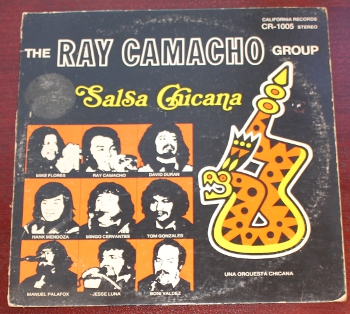 CALIFORNIA RECORDS
CR-1005 STEREO
THE RAY CAMACHO GROUP
Salsa Chicana
MIKE FLORES RAY CAMACHO DAVID DURAN
HANK MENDOZA MINGO CERVANTES TOM GONZALES
MANUEL PALAFOX JESSE LUNA RONI VALDEZ
UNA ORQUESTA CHICANA